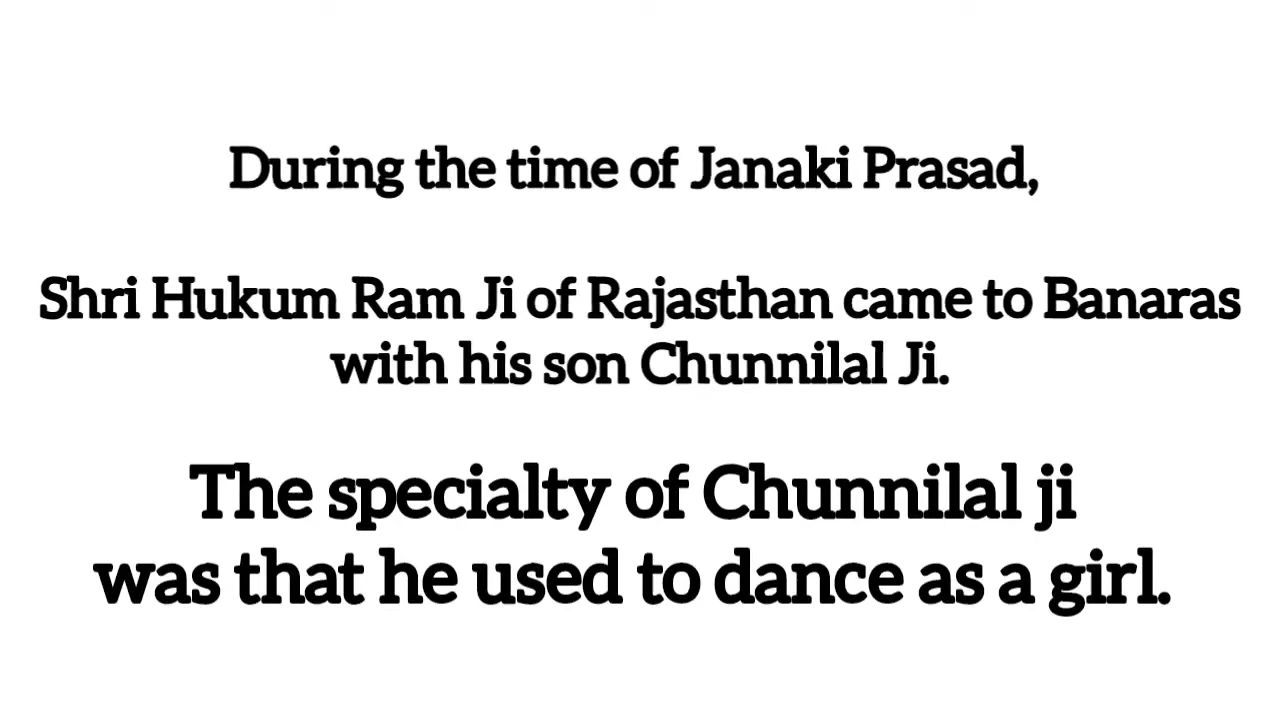 During the time of Janaki Prasad,
Shri Hukum Ram Ji of Rajasthan came to Banaras
with his son Chunnilal Ji.
The specialty of Chunnilal ji
was that he used to dance as a girl.